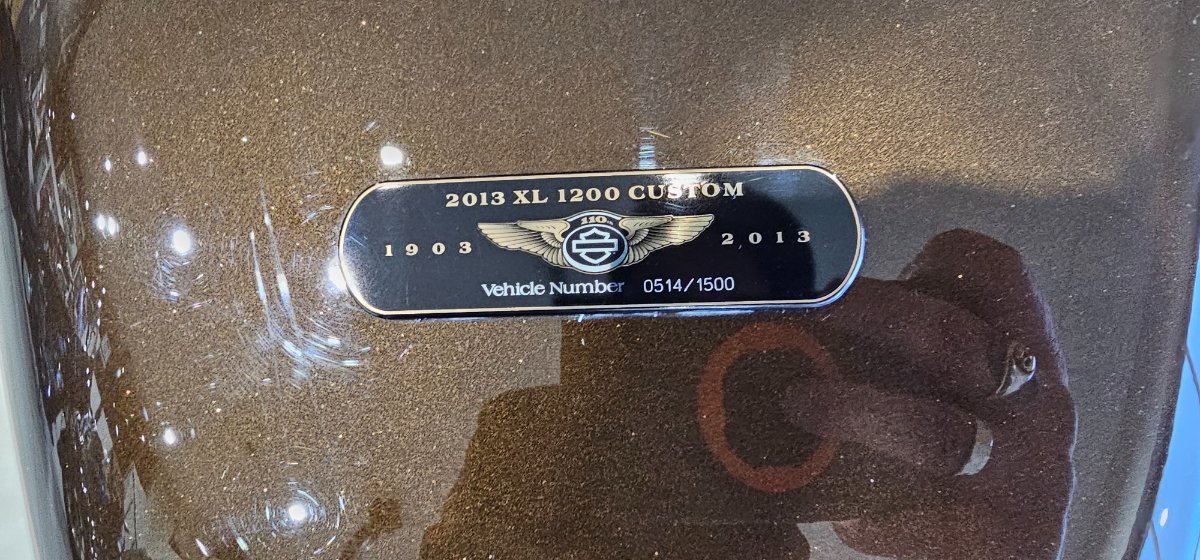 2013 XL 1200 CUSTOM
110TH
1903 2013
Vehicle Number 0514/1500